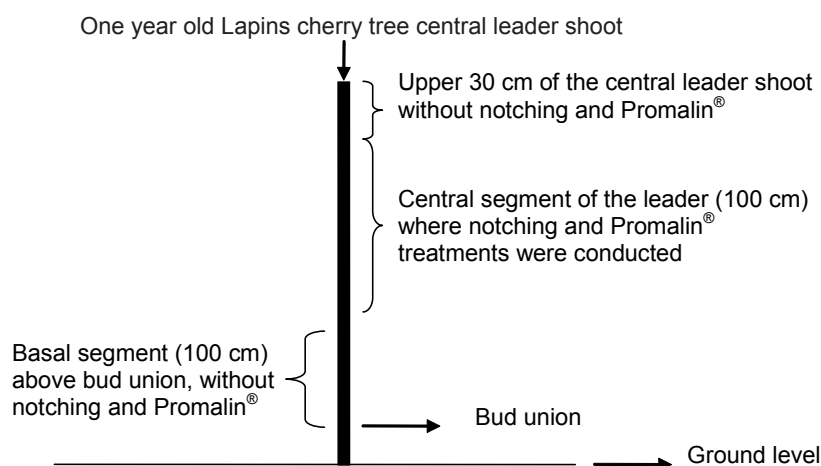 One year old Lapins cherry tree central leader shoot
Upper 30 cm of the central leader shoot
without notching and Promalin®
Central segment of the leader (100 cm)
where notching and Promalin®
treatments were conducted
Basal segment (100 cm)
above bud union, without
notching and Promalin®
Bud union
Ground level